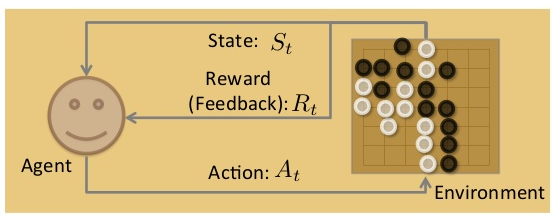 State: S_t
Reward
(Feedback): R_t
Agent
Action: A_t
Environment